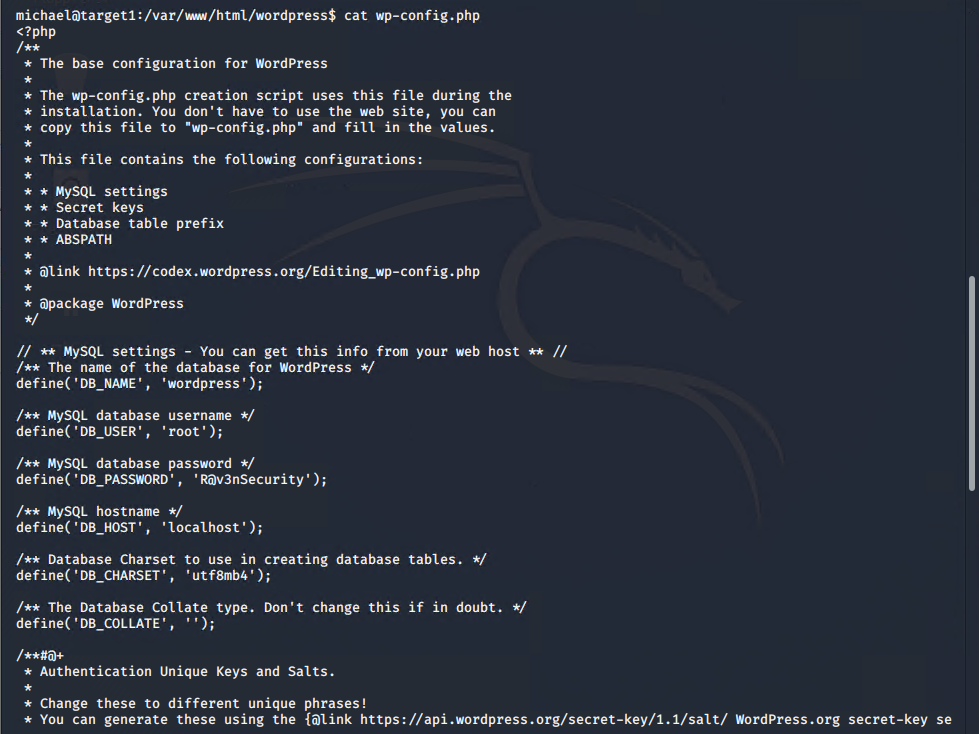 michael@target1:/var/www/html/wordpress$ cat wp-config.php
<?php
/**
 * The base configuration for WordPress
 *
 * The wp-config.php creation script uses this file during the
 * installation. You don't have to use the web site, you can
 * copy this file to "wp-config.php" and fill in the values.
 *
 * This file contains the following configurations:
 *
 * * MySQL settings
 * * Secret keys
 * * Database table prefix
 * * ABSPATH
 *
 * @link https://codex.wordpress.org/Editing_wp-config.php
 *
 * @package WordPress
 */

// ** MySQL settings - You can get this info from your web host ** //
/** The name of the database for WordPress */
define('DB_NAME', 'wordpress');

/** MySQL database username */
define('DB_USER', 'root');

/** MySQL database password */
define('DB_PASSWORD', 'R@v3nSecurity');

/** MySQL hostname */
define('DB_HOST', 'localhost');

/** Database Charset to use in creating database tables. */
define('DB_CHARSET', 'utf8mb4');

/** The Database Collate type. Don't change this if in doubt. */
define('DB_COLLATE', '');

/**#@+
 * Authentication Unique Keys and Salts.
 *
 * Change these to different unique phrases!
 * You can generate these using the {@link https://api.wordpress.org/secret-key/1.1/salt/ WordPress.org secret-key se